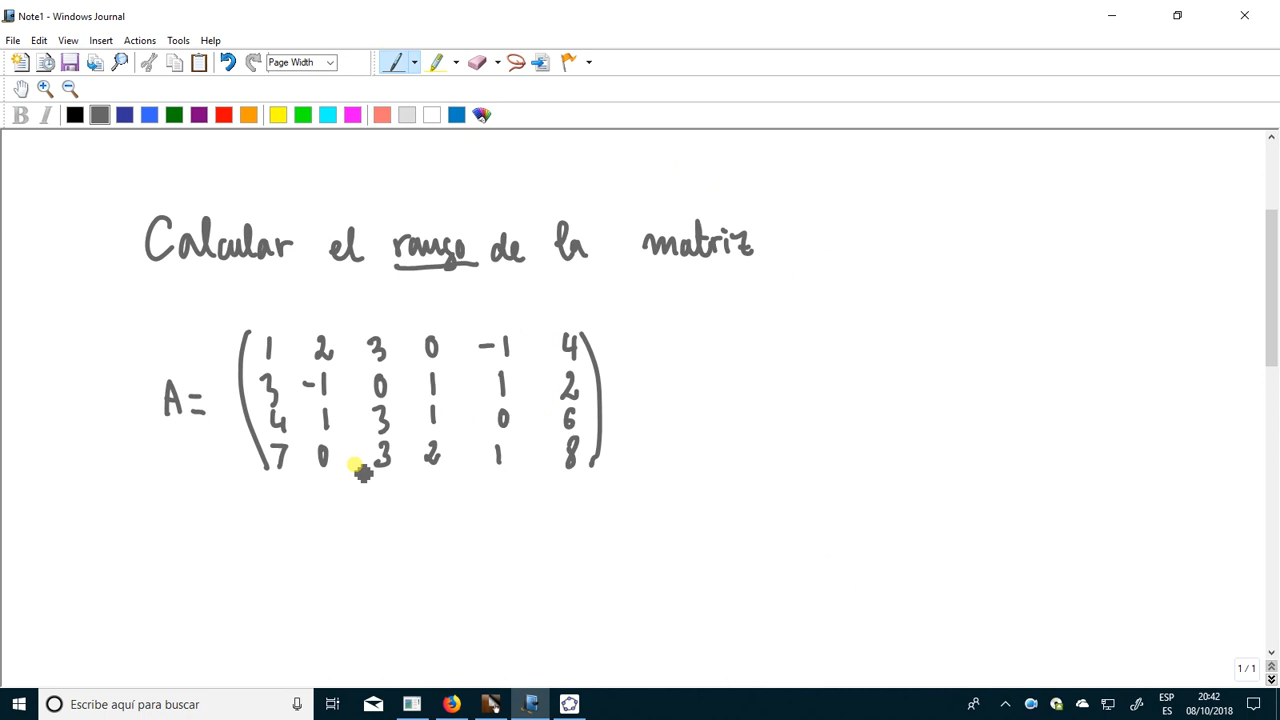 Note1 - Windows Journal
File Edit View Insert Actions Tools Help
Page Width
B I
Calcular el rango de la matriz
1 2 3 0 -1 4
A= 3 -1 0 1 1 2
4 1 3 1 0 6
7 0 3 2 1 8
1 / 1
Escribe aquí para buscar
ESP 20:42
ES 08/10/2018